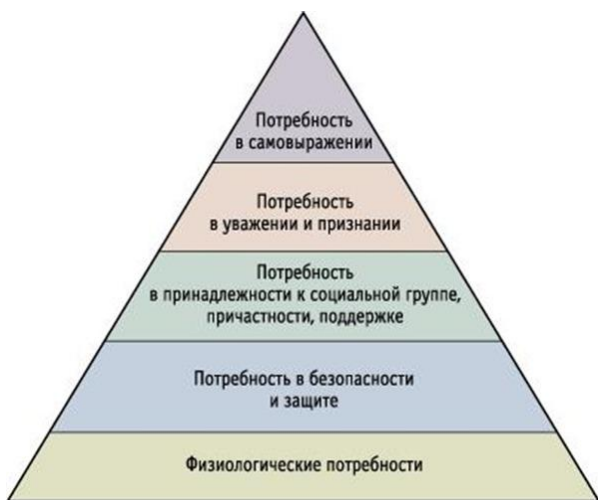 Потребность
в самовыражении
Потребность
в уважении и признании
Потребность
в принадлежности к социальной группе,
причастности, поддержке
Потребность в безопасности
и защите
Физиологические потребности